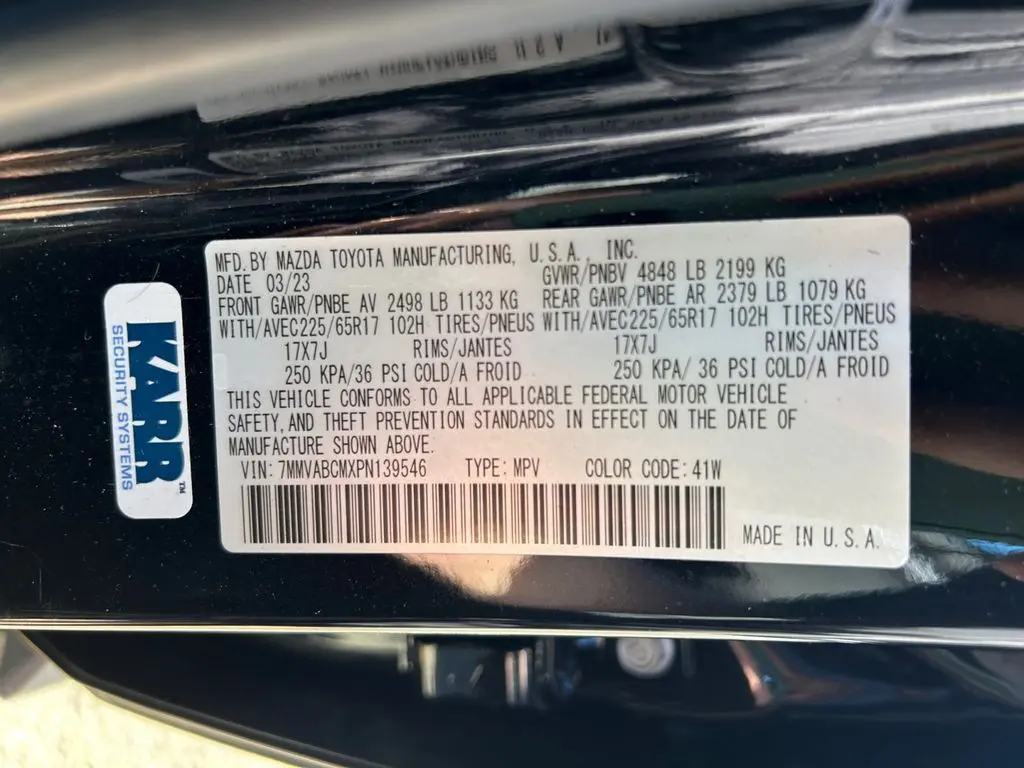 MFD. BY MAZDA TOYOTA MANUFACTURING, U.S.A., INC.
DATE 03/23 GVWR/PNBV 4848 LB 2199 KG
FRONT GAWR/PNBE AV 2498 LB 1133 KG REAR GAWR/PNBE AR 2379 LB 1079 KG
WITH/AVEC225/65R17 102H TIRES/PNEUS WITH/AVEC225/65R17 102H TIRES/PNEUS
17X7J RIMS/JANTES 17X7J RIMS/JANTES
250 KPA/36 PSI COLD/A FROID 250 KPA/ 36 PSI COLD/A FROID
THIS VEHICLE CONFORMS TO ALL APPLICABLE FEDERAL MOTOR VEHICLE
SAFETY, AND THEFT PREVENTION STANDARDS IN EFFECT ON THE DATE OF
MANUFACTURE SHOWN ABOVE.
VIN: 7MMVABCMXPN139546 TYPE: MPV COLOR CODE: 41W
MADE IN U.S.A.
KARR™
SECURITY SYSTEMS